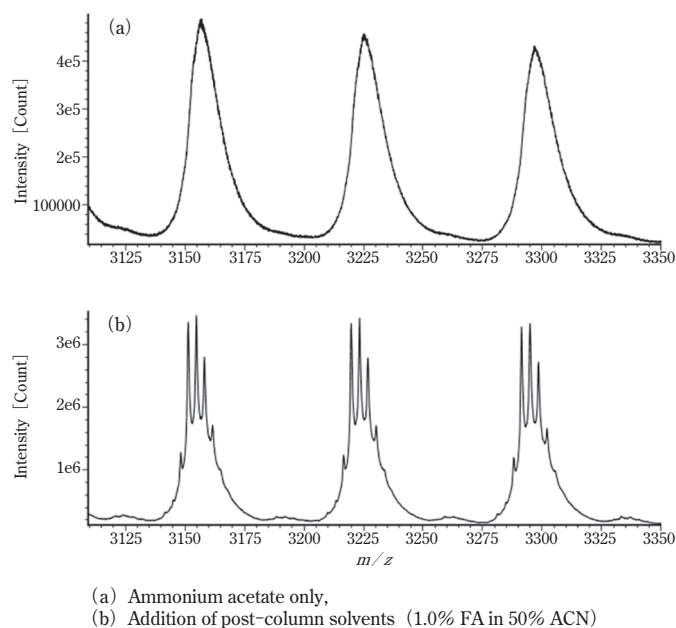 (a)
Intensity [Count]
4e5
3e5
2e5
100000
3125 3150 3175 3200 3225 3250 3275 3300 3325 3350
(b)
Intensity [Count]
3e6
2e6
1e6
3125 3150 3175 3200 3225 3250 3275 3300 3325 3350
m/z
(a) Ammonium acetate only,
(b) Addition of post-column solvents (1.0% FA in 50% ACN)